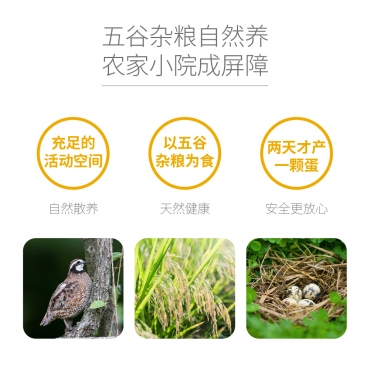 五谷杂粮自然养
农家小院成屏障
充足的
活动空间
以五谷
杂粮为食
两天才产
一颗蛋
自然散养
天然健康
安全更放心